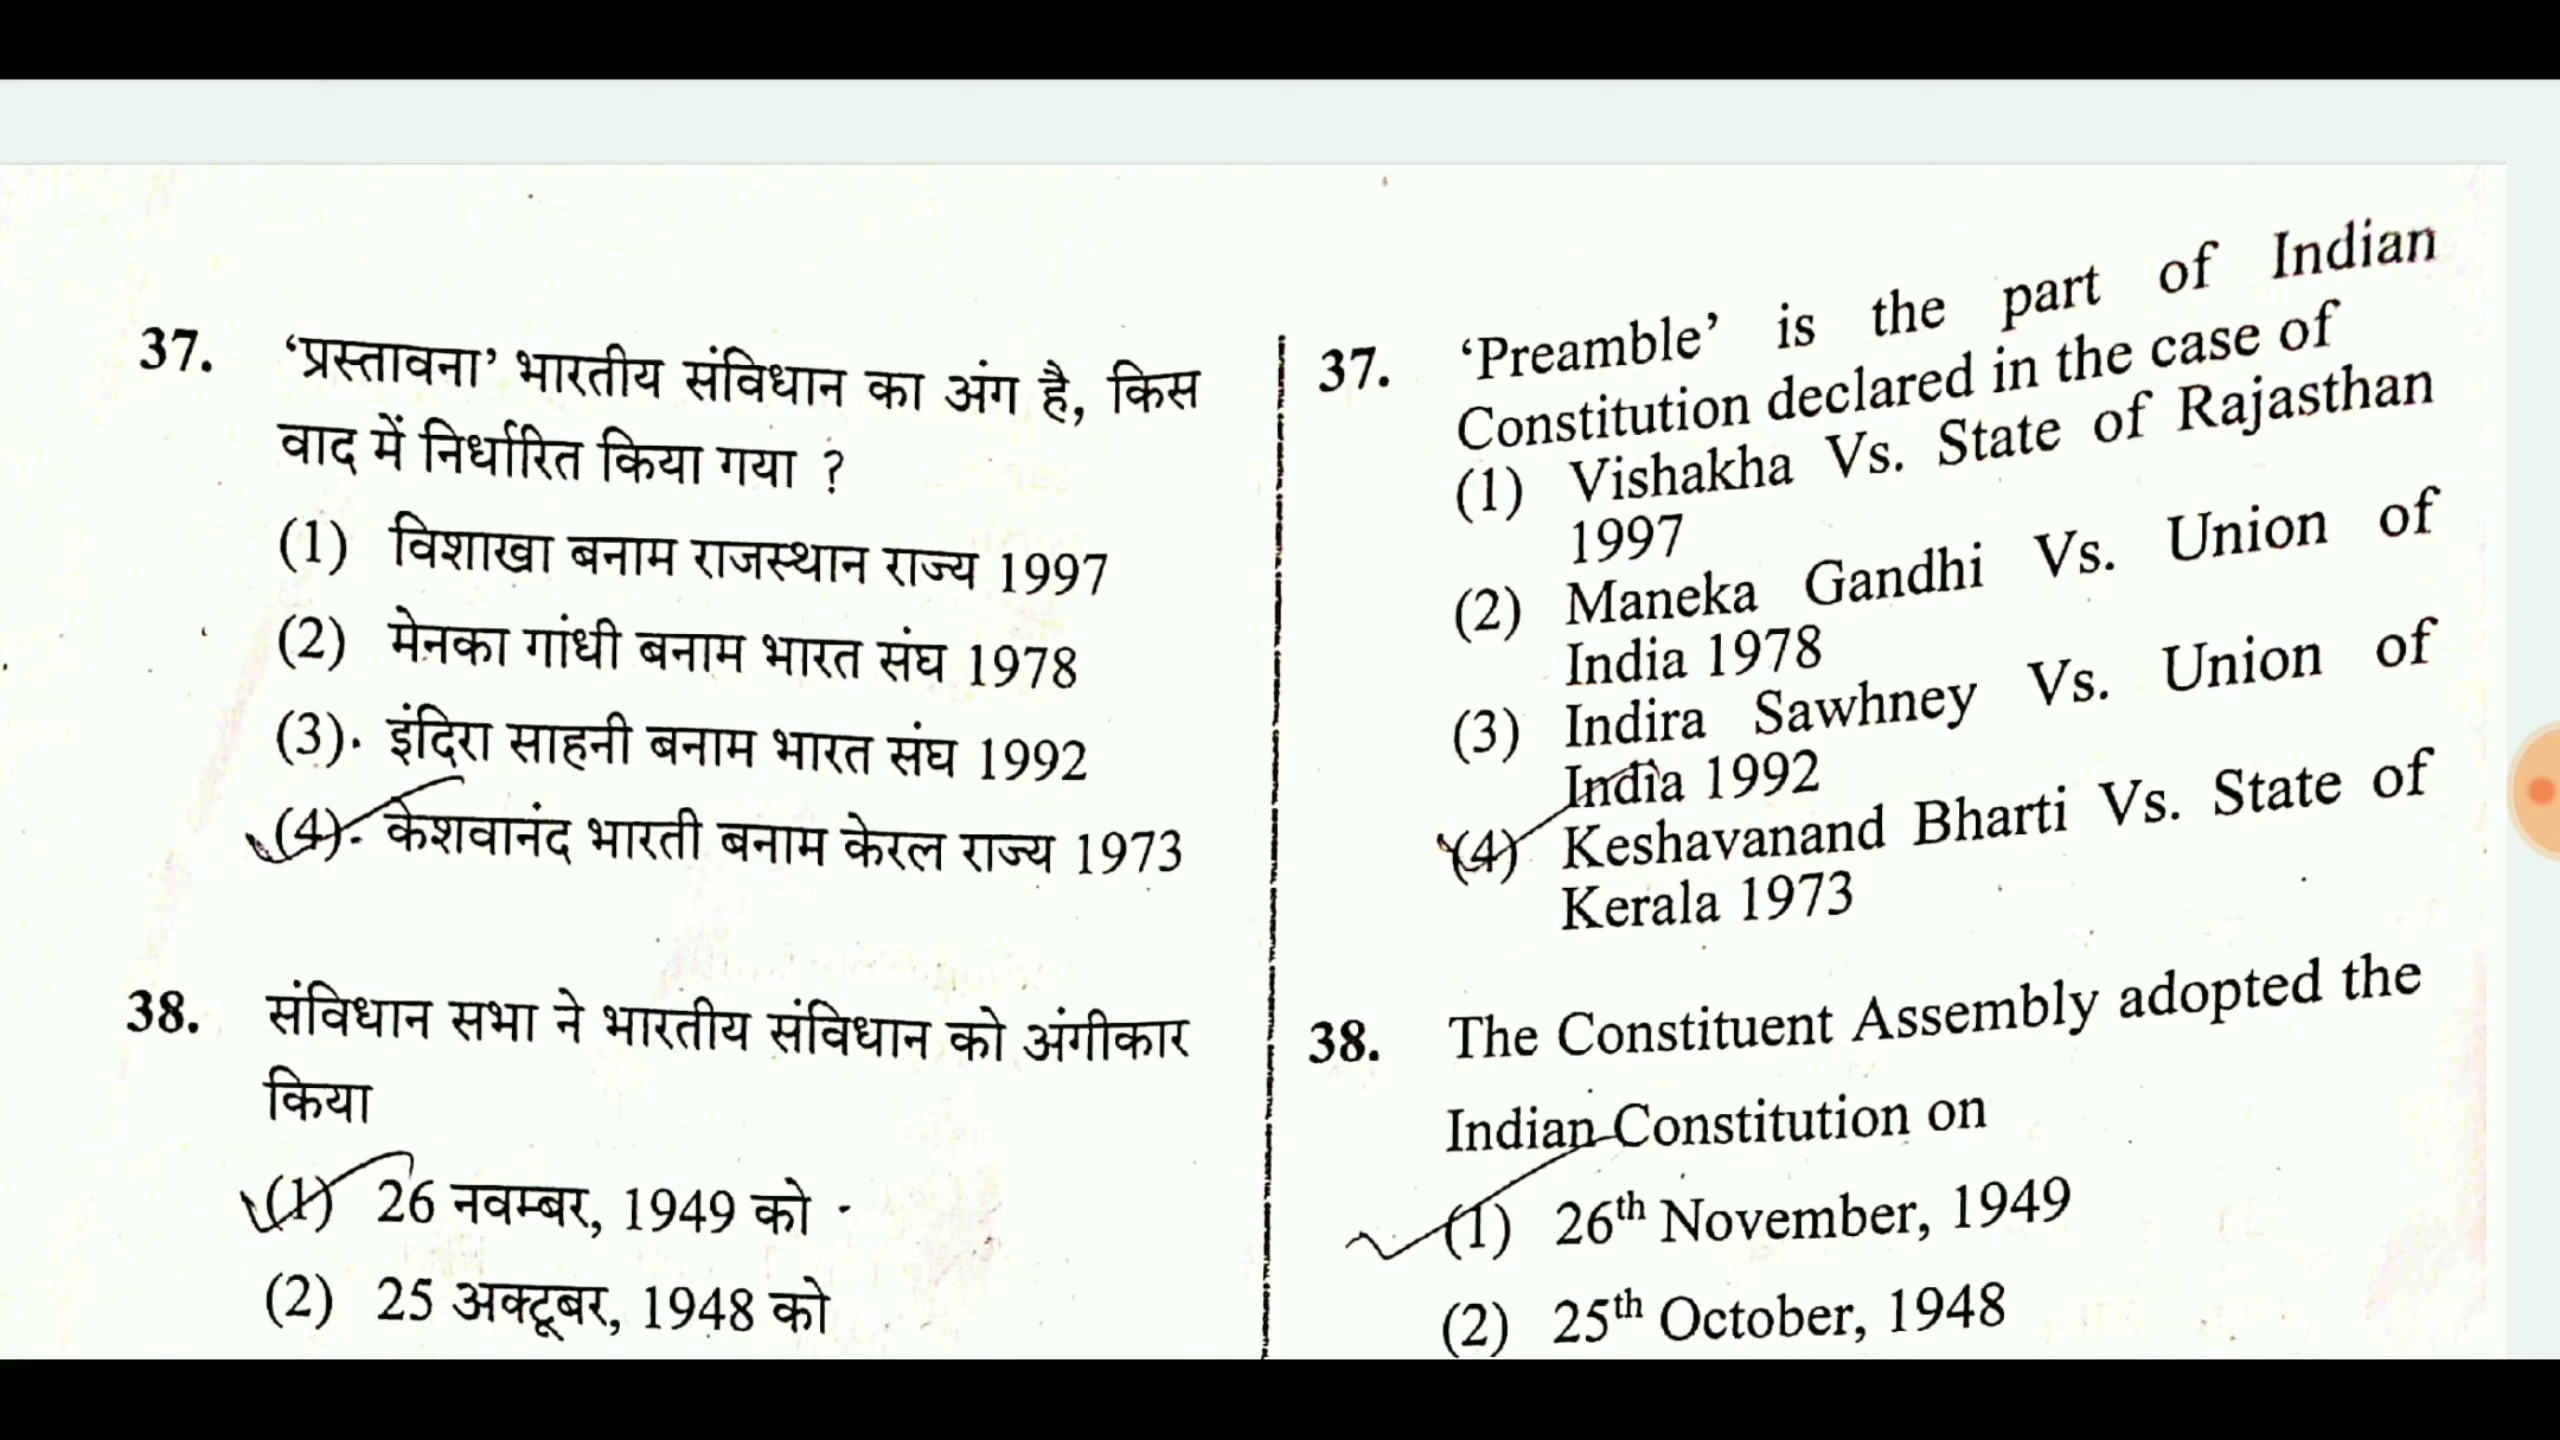 37. ‘प्रस्तावना’ भारतीय संविधान का अंग है, किस
वाद में निर्धारित किया गया ?
(1) विशाखा बनाम राजस्थान राज्य 1997
(2) मेनका गांधी बनाम भारत संघ 1978
(3). इंदिरा साहनी बनाम भारत संघ 1992
(4). केशवानंद भारती बनाम केरल राज्य 1973
38. संविधान सभा ने भारतीय संविधान को अंगीकार
किया
(1) 26 नवम्बर, 1949 को
(2) 25 अक्टूबर, 1948 को
37. ‘Preamble’ is the part of Indian
Constitution declared in the case of
(1) Vishakha Vs. State of Rajasthan
1997
(2) Maneka Gandhi Vs. Union of
India 1978
(3) Indira Sawhney Vs. Union of
India 1992
(4) Keshavanand Bharti Vs. State of
Kerala 1973
38. The Constituent Assembly adopted the
Indian Constitution on
(1) 26th November, 1949
(2) 25th October, 1948